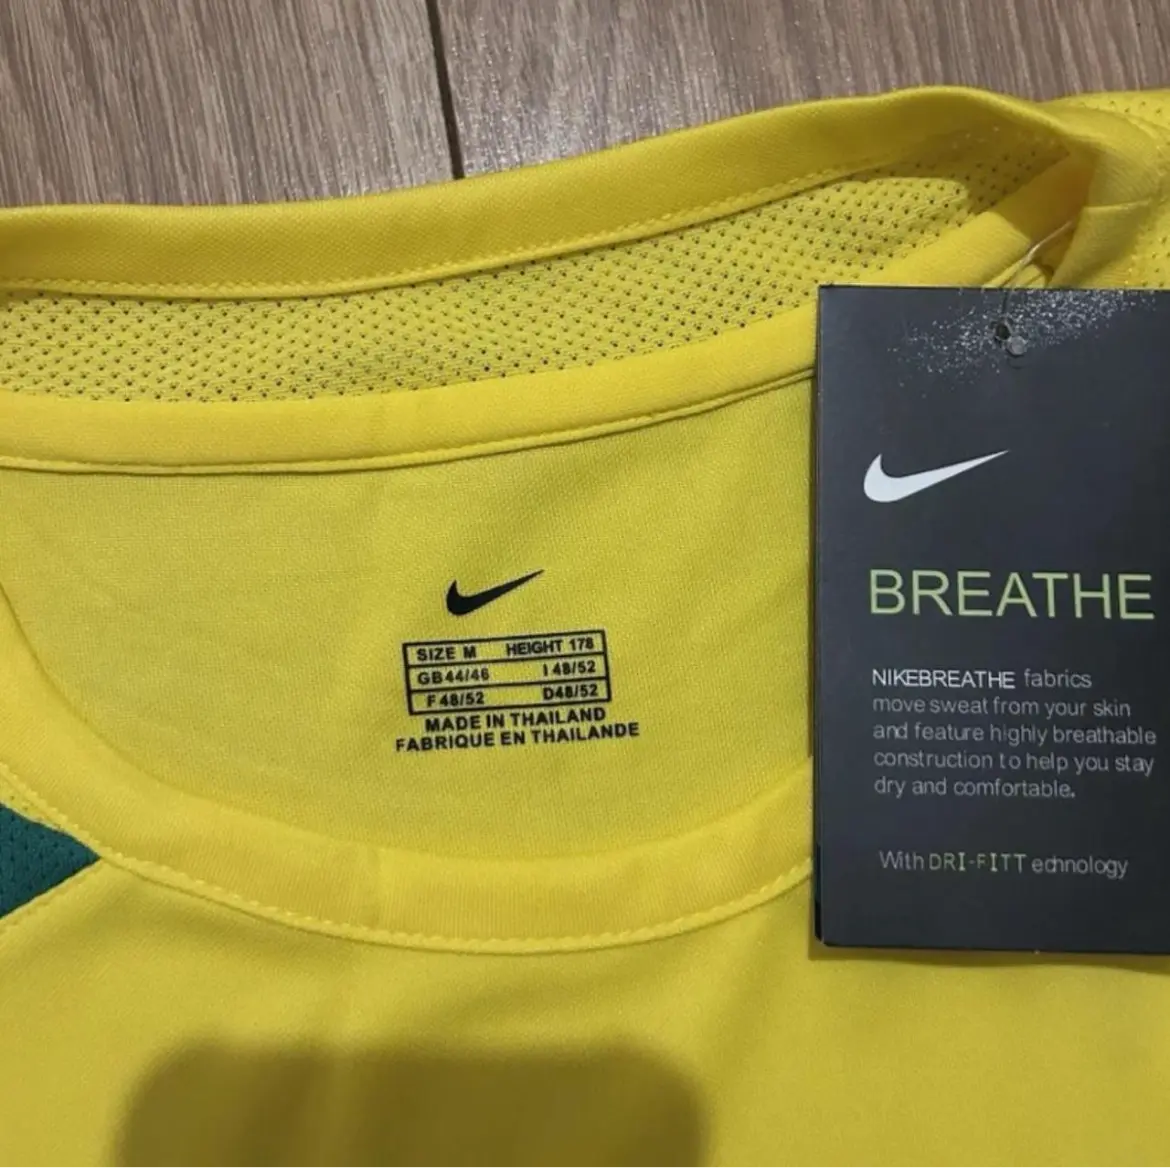 SIZE M HEIGHT 178
GB44/46 I 48/52
F 48/52 D48/52
MADE IN THAILAND
FABRIQUE EN THAILANDE
BREATHE
NIKEBREATHE fabrics
move sweat from your skin
and feature highly breathable
construction to help you stay
dry and comfortable.
With DRI-FITT echnology